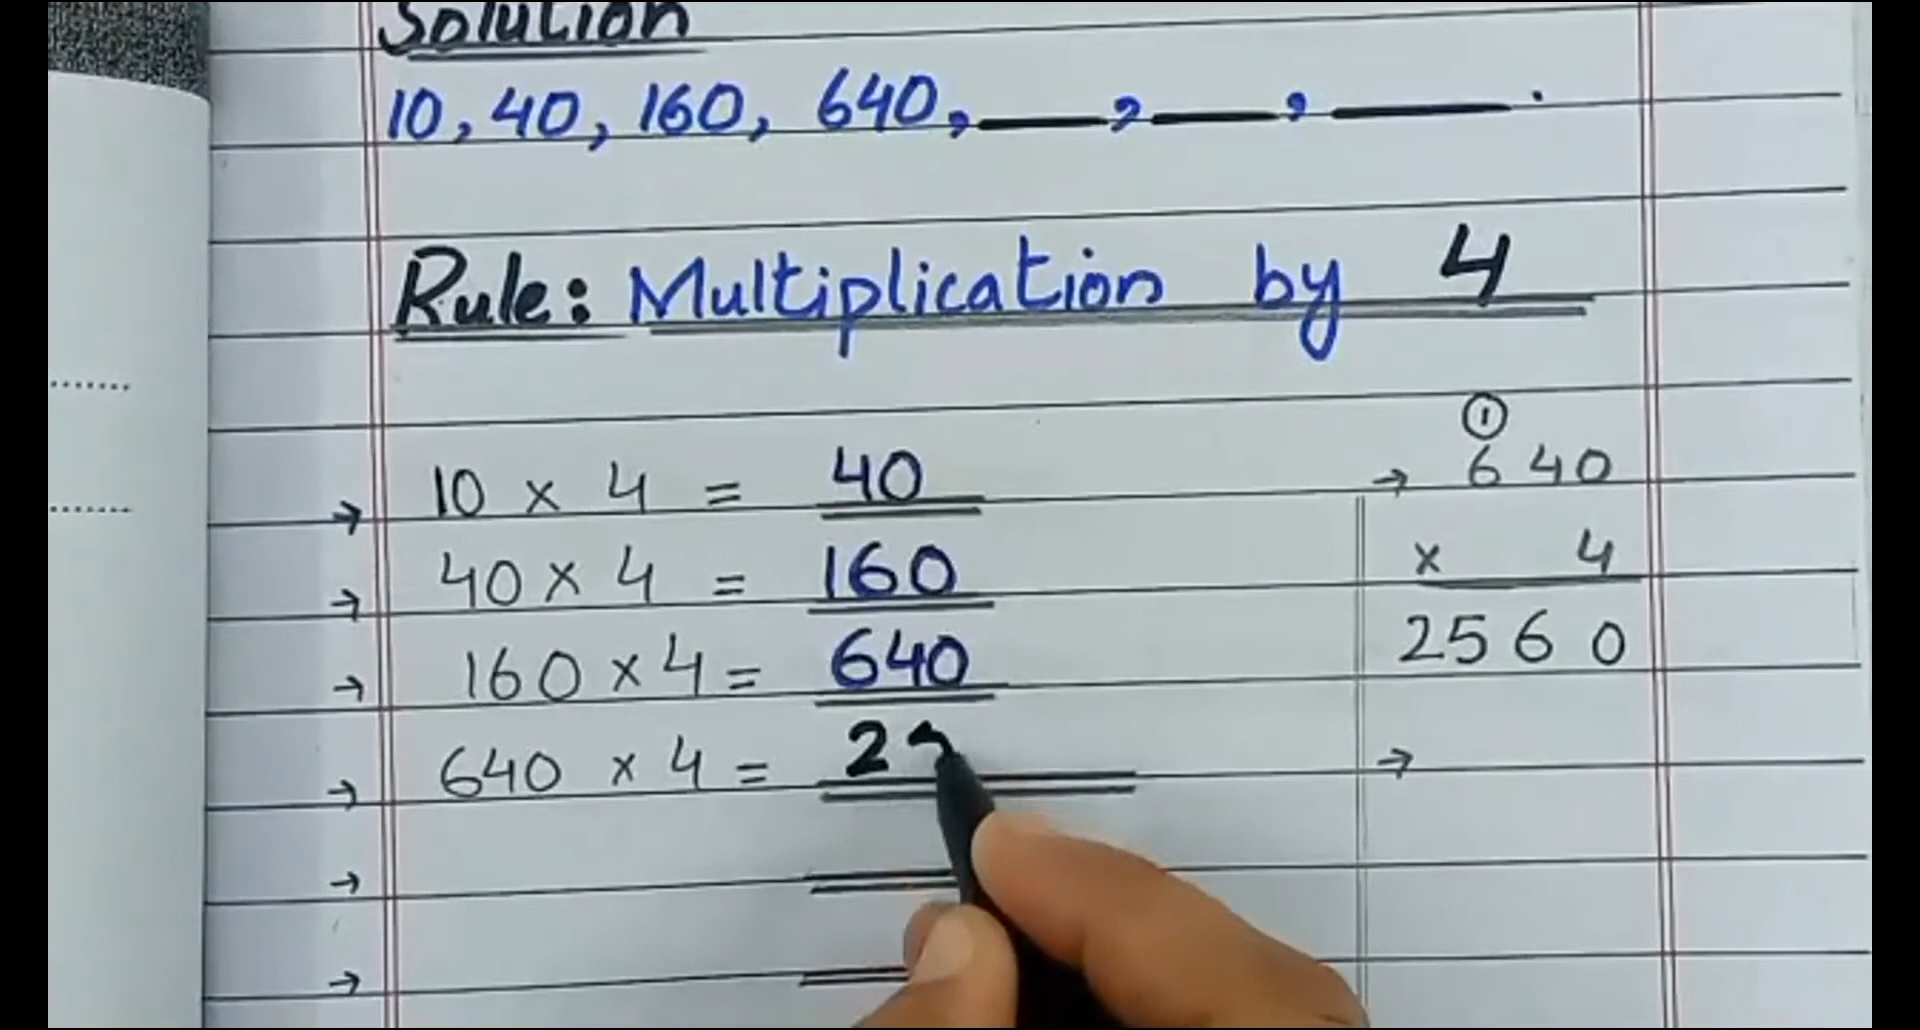 Solution
10, 40, 160, 640, ___, ___, ___.
Rule: Multiplication by 4
→ 10 × 4 = 40
→ 40 × 4 = 160
→ 160 × 4 = 640
→ 640 × 4 = 2
→
→
①
→ 640
× 4
2560
→